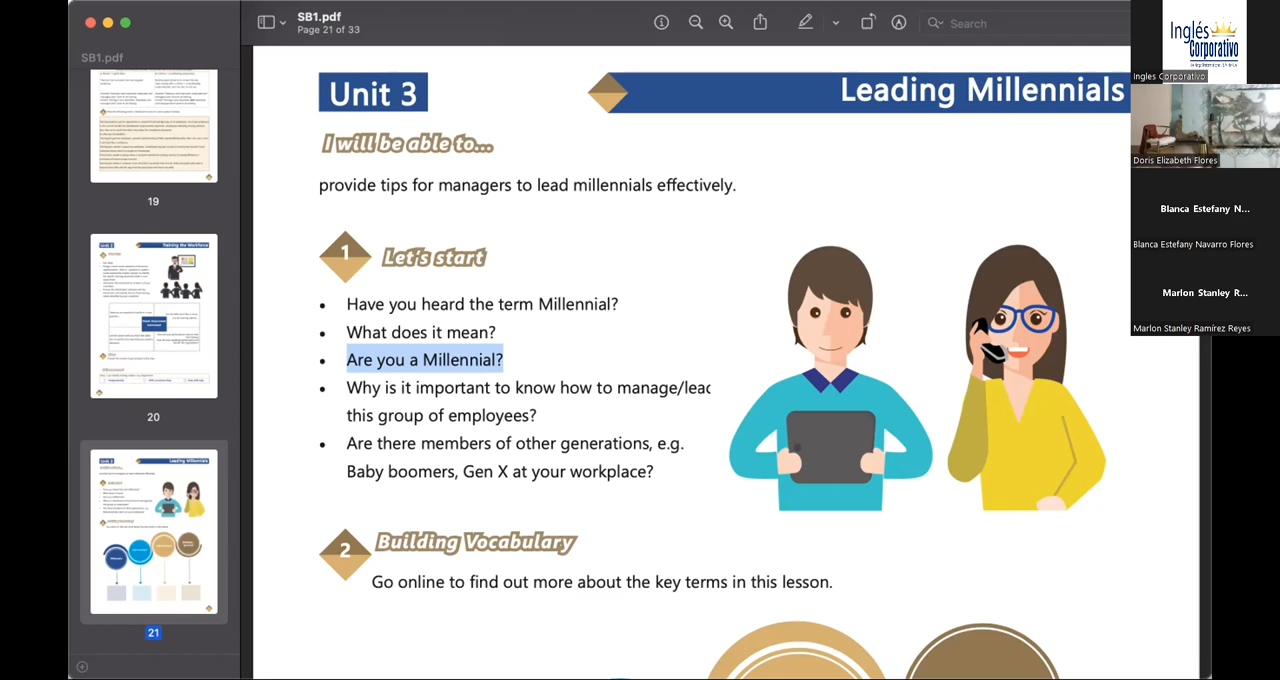 SB1.pdf
Page 21 of 33
Search
SB1.pdf
19
20
21
Unit 3
Leading Millennials
I will be able to...
provide tips for managers to lead millennials effectively.
1
Let's start
• Have you heard the term Millennial?
• What does it mean?
• Are you a Millennial?
• Why is it important to know how to manage/lead
this group of employees?
• Are there members of other generations, e.g.
Baby boomers, Gen X at your workplace?
2
Building Vocabulary
Go online to find out more about the key terms in this lesson.
Inglés
Corporativo
Ingles Corporativo
Doris Elizabeth Flores
Blanca Estefany N...
Blanca Estefany Navarro Flores
Marlon Stanley R...
Marlon Stanley Ramírez Reyes